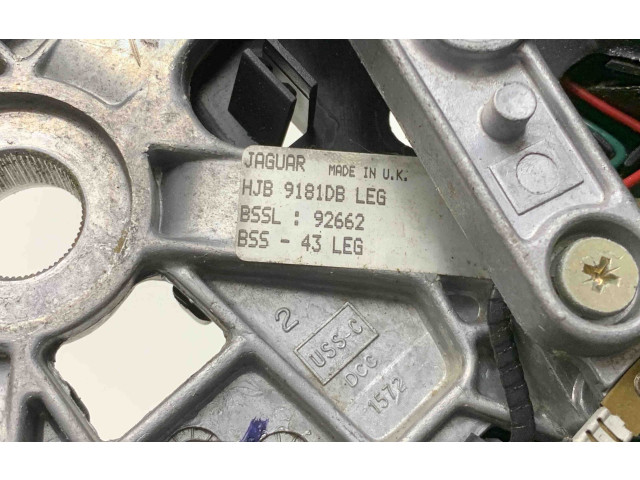 JAGUAR MADE IN U.K.
HJB 9181DB LEG
BSSL : 92662
BSS - 43 LEG
2
USS-C
DCC
1572